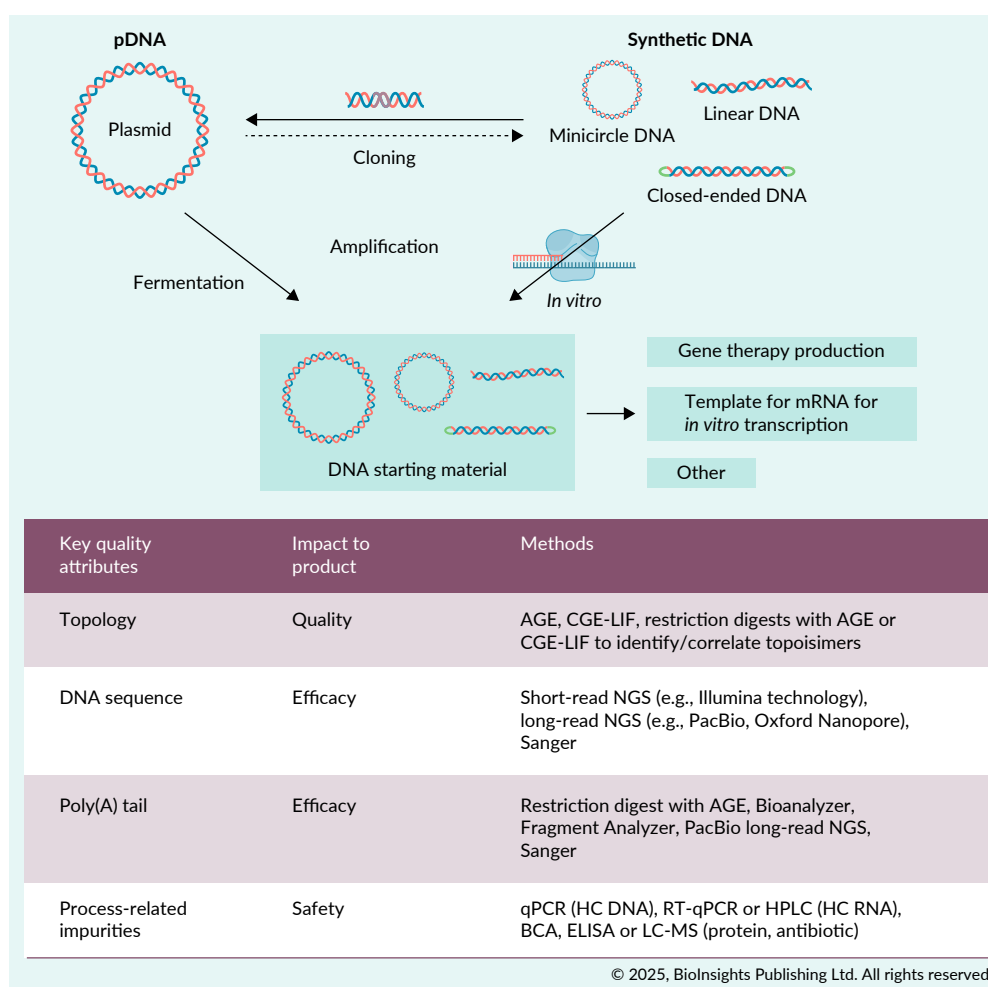 pDNA
Synthetic DNA
Plasmid
Cloning
Minicircle DNA
Linear DNA
Closed-ended DNA
Amplification
Fermentation
In vitro
DNA starting material
Gene therapy production
Template for mRNA for
in vitro transcription
Other
Key quality
attributes
Impact to
product
Methods
Topology
Quality
AGE, CGE-LIF, restriction digests with AGE or
CGE-LIF to identify/correlate topoisimers
DNA sequence
Efficacy
Short-read NGS (e.g., Illumina technology),
long-read NGS (e.g., PacBio, Oxford Nanopore),
Sanger
Poly(A) tail
Efficacy
Restriction digest with AGE, Bioanalyzer,
Fragment Analyzer, PacBio long-read NGS,
Sanger
Process-related
impurities
Safety
qPCR (HC DNA), RT-qPCR or HPLC (HC RNA),
BCA, ELISA or LC-MS (protein, antibiotic)
© 2025, BioInsights Publishing Ltd. All rights reserved